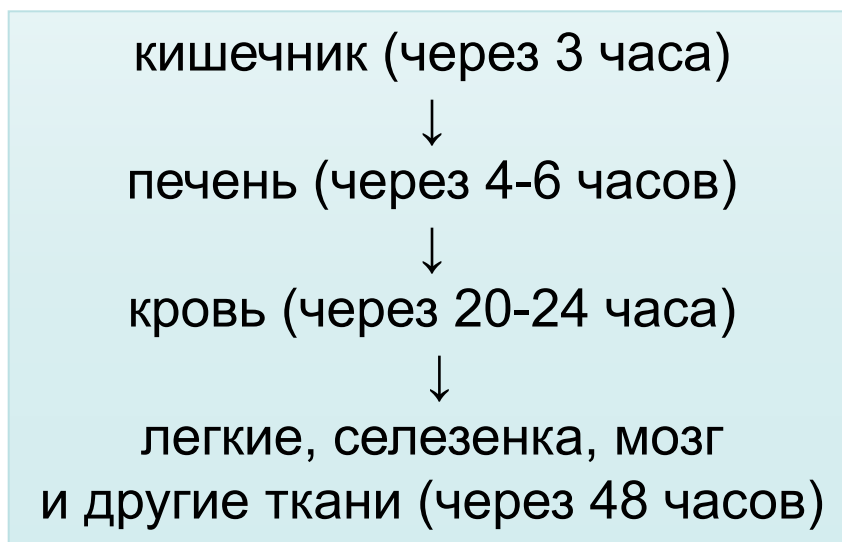 кишечник (через 3 часа)
↓
печень (через 4-6 часов)
↓
кровь (через 20-24 часа)
↓
легкие, селезенка, мозг
и другие ткани (через 48 часов)